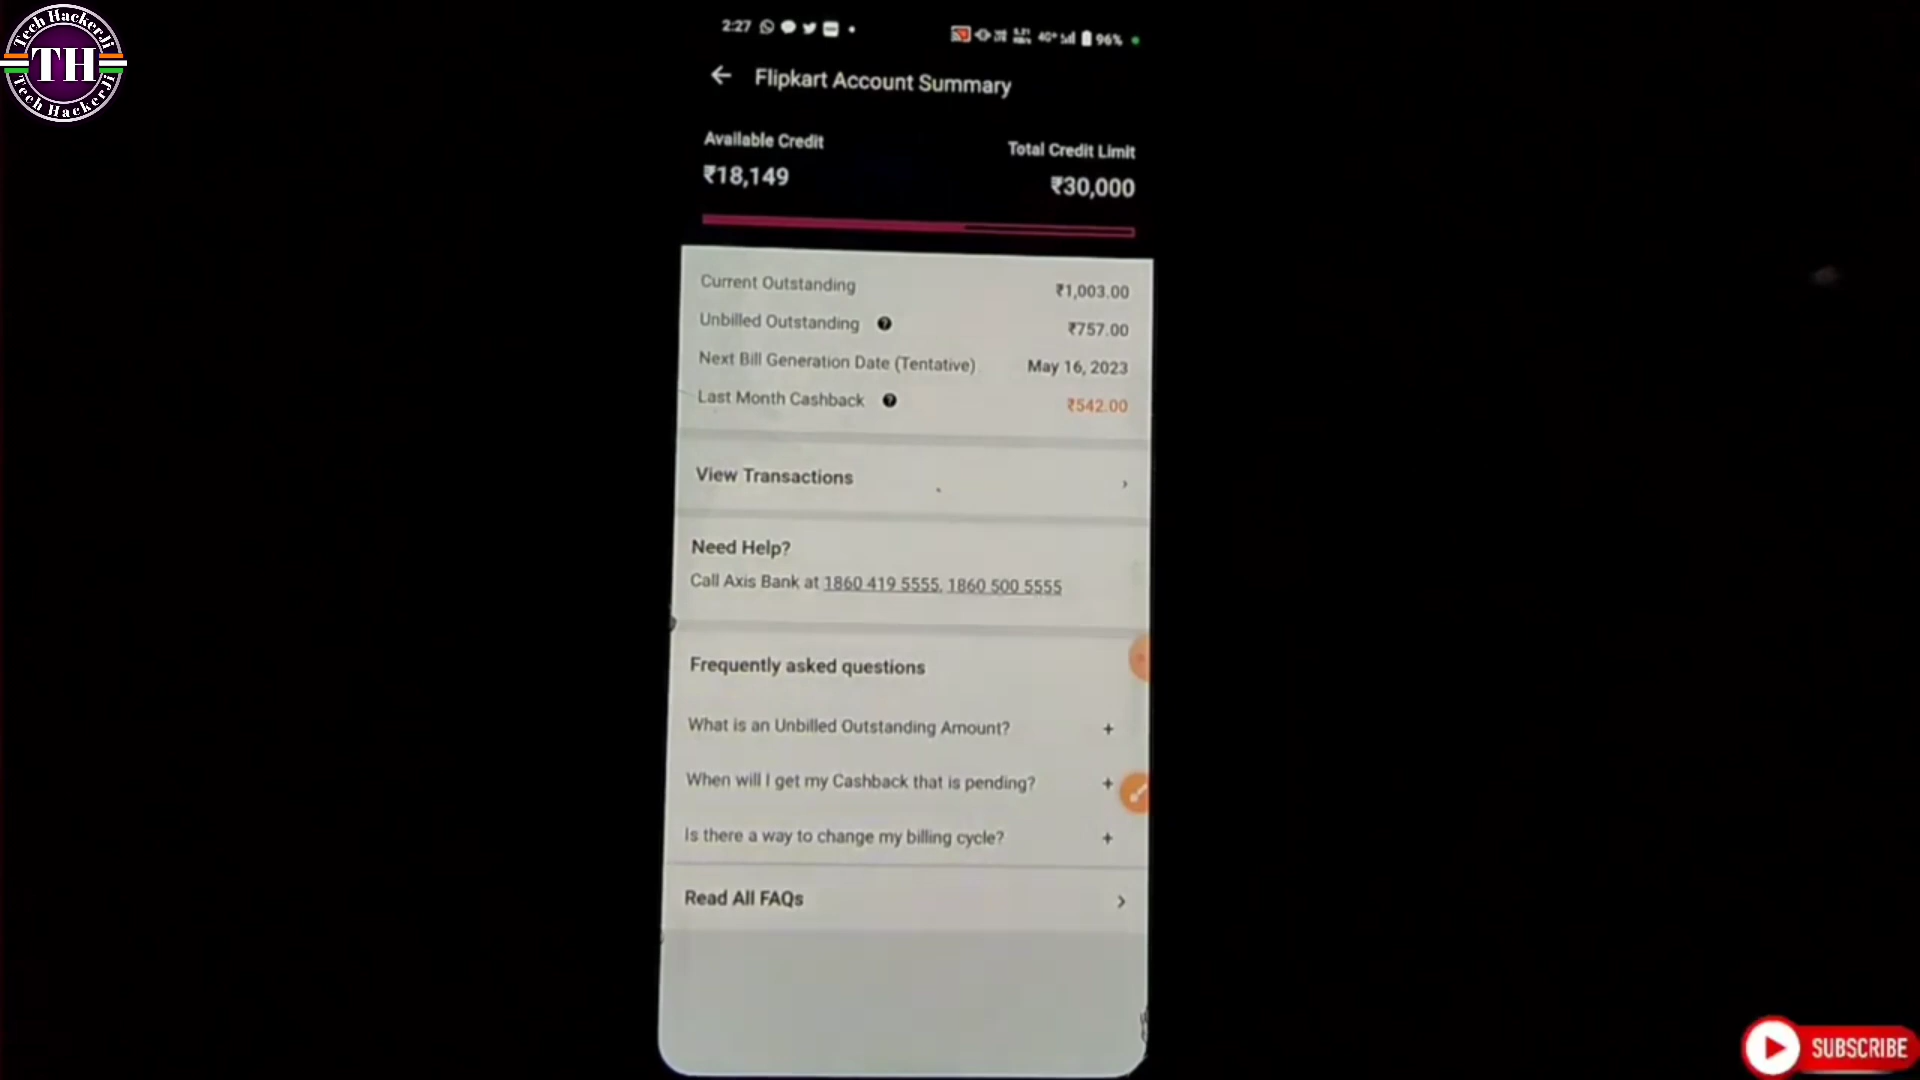 Tech HackerJi
TH
Tech HackerJi
2:27
4G+
96%
Flipkart Account Summary
Available Credit
Total Credit Limit
₹18,149
₹30,000
Current Outstanding
₹1,003.00
Unbilled Outstanding ?
₹757.00
Next Bill Generation Date (Tentative)
May 16, 2023
Last Month Cashback ?
₹542.00
View Transactions
Need Help?
Call Axis Bank at 1860 419 5555, 1860 500 5555
Frequently asked questions
What is an Unbilled Outstanding Amount? +
When will I get my Cashback that is pending? +
Is there a way to change my billing cycle? +
Read All FAQs
SUBSCRIBE